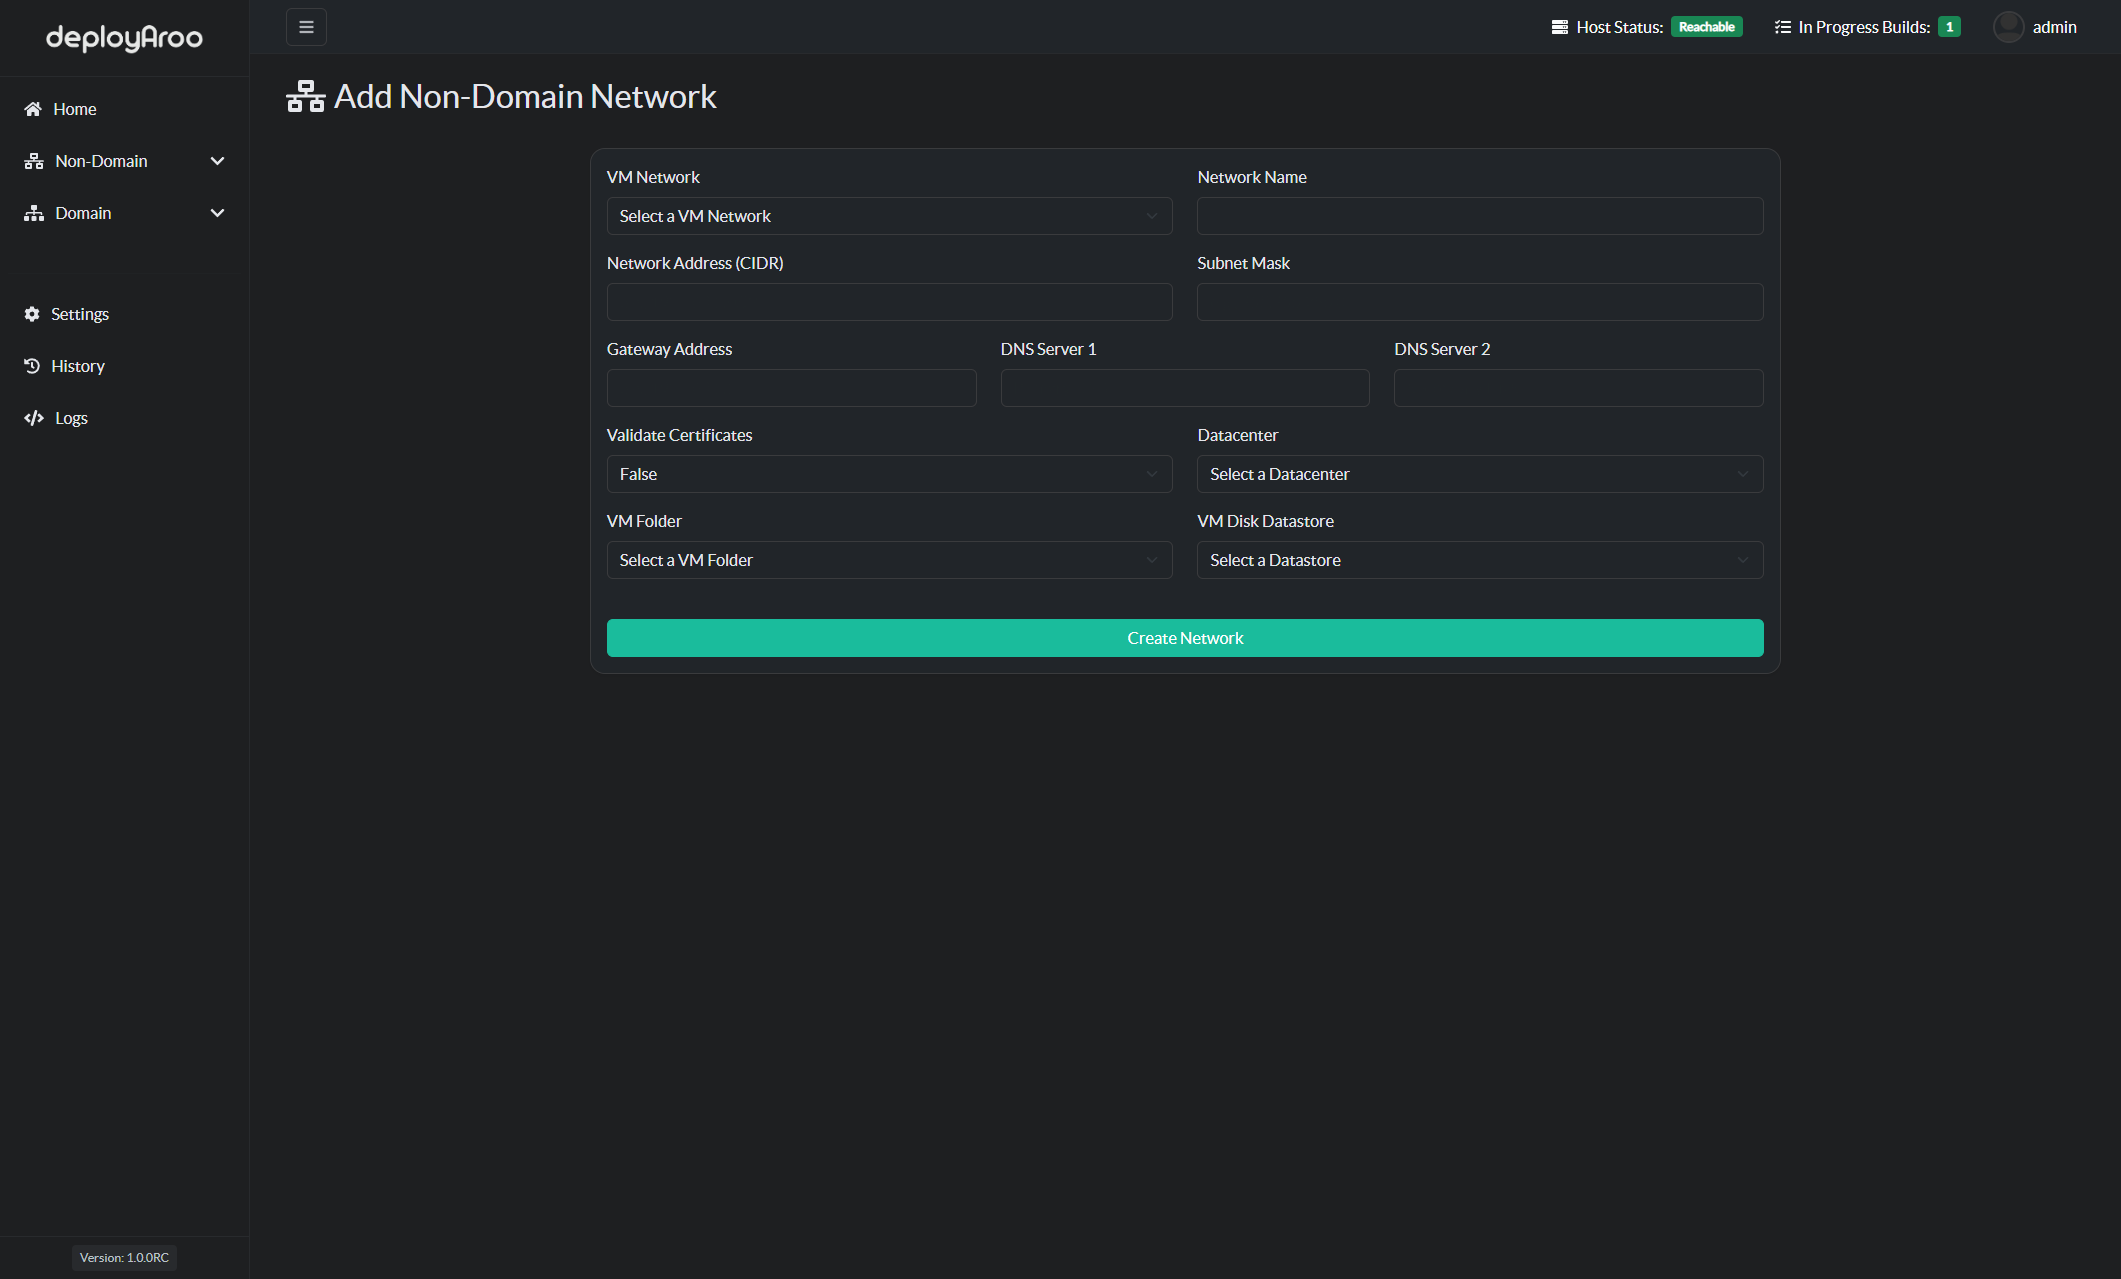 deployAroo
Host Status: Reachable
In Progress Builds: 1
admin
Home
Non-Domain
Domain
Settings
History
Logs
Version: 1.0.0RC
Add Non-Domain Network
VM Network
Network Name
Select a VM Network
Network Address (CIDR)
Subnet Mask
Gateway Address
DNS Server 1
DNS Server 2
Validate Certificates
Datacenter
False
Select a Datacenter
VM Folder
VM Disk Datastore
Select a VM Folder
Select a Datastore
Create Network